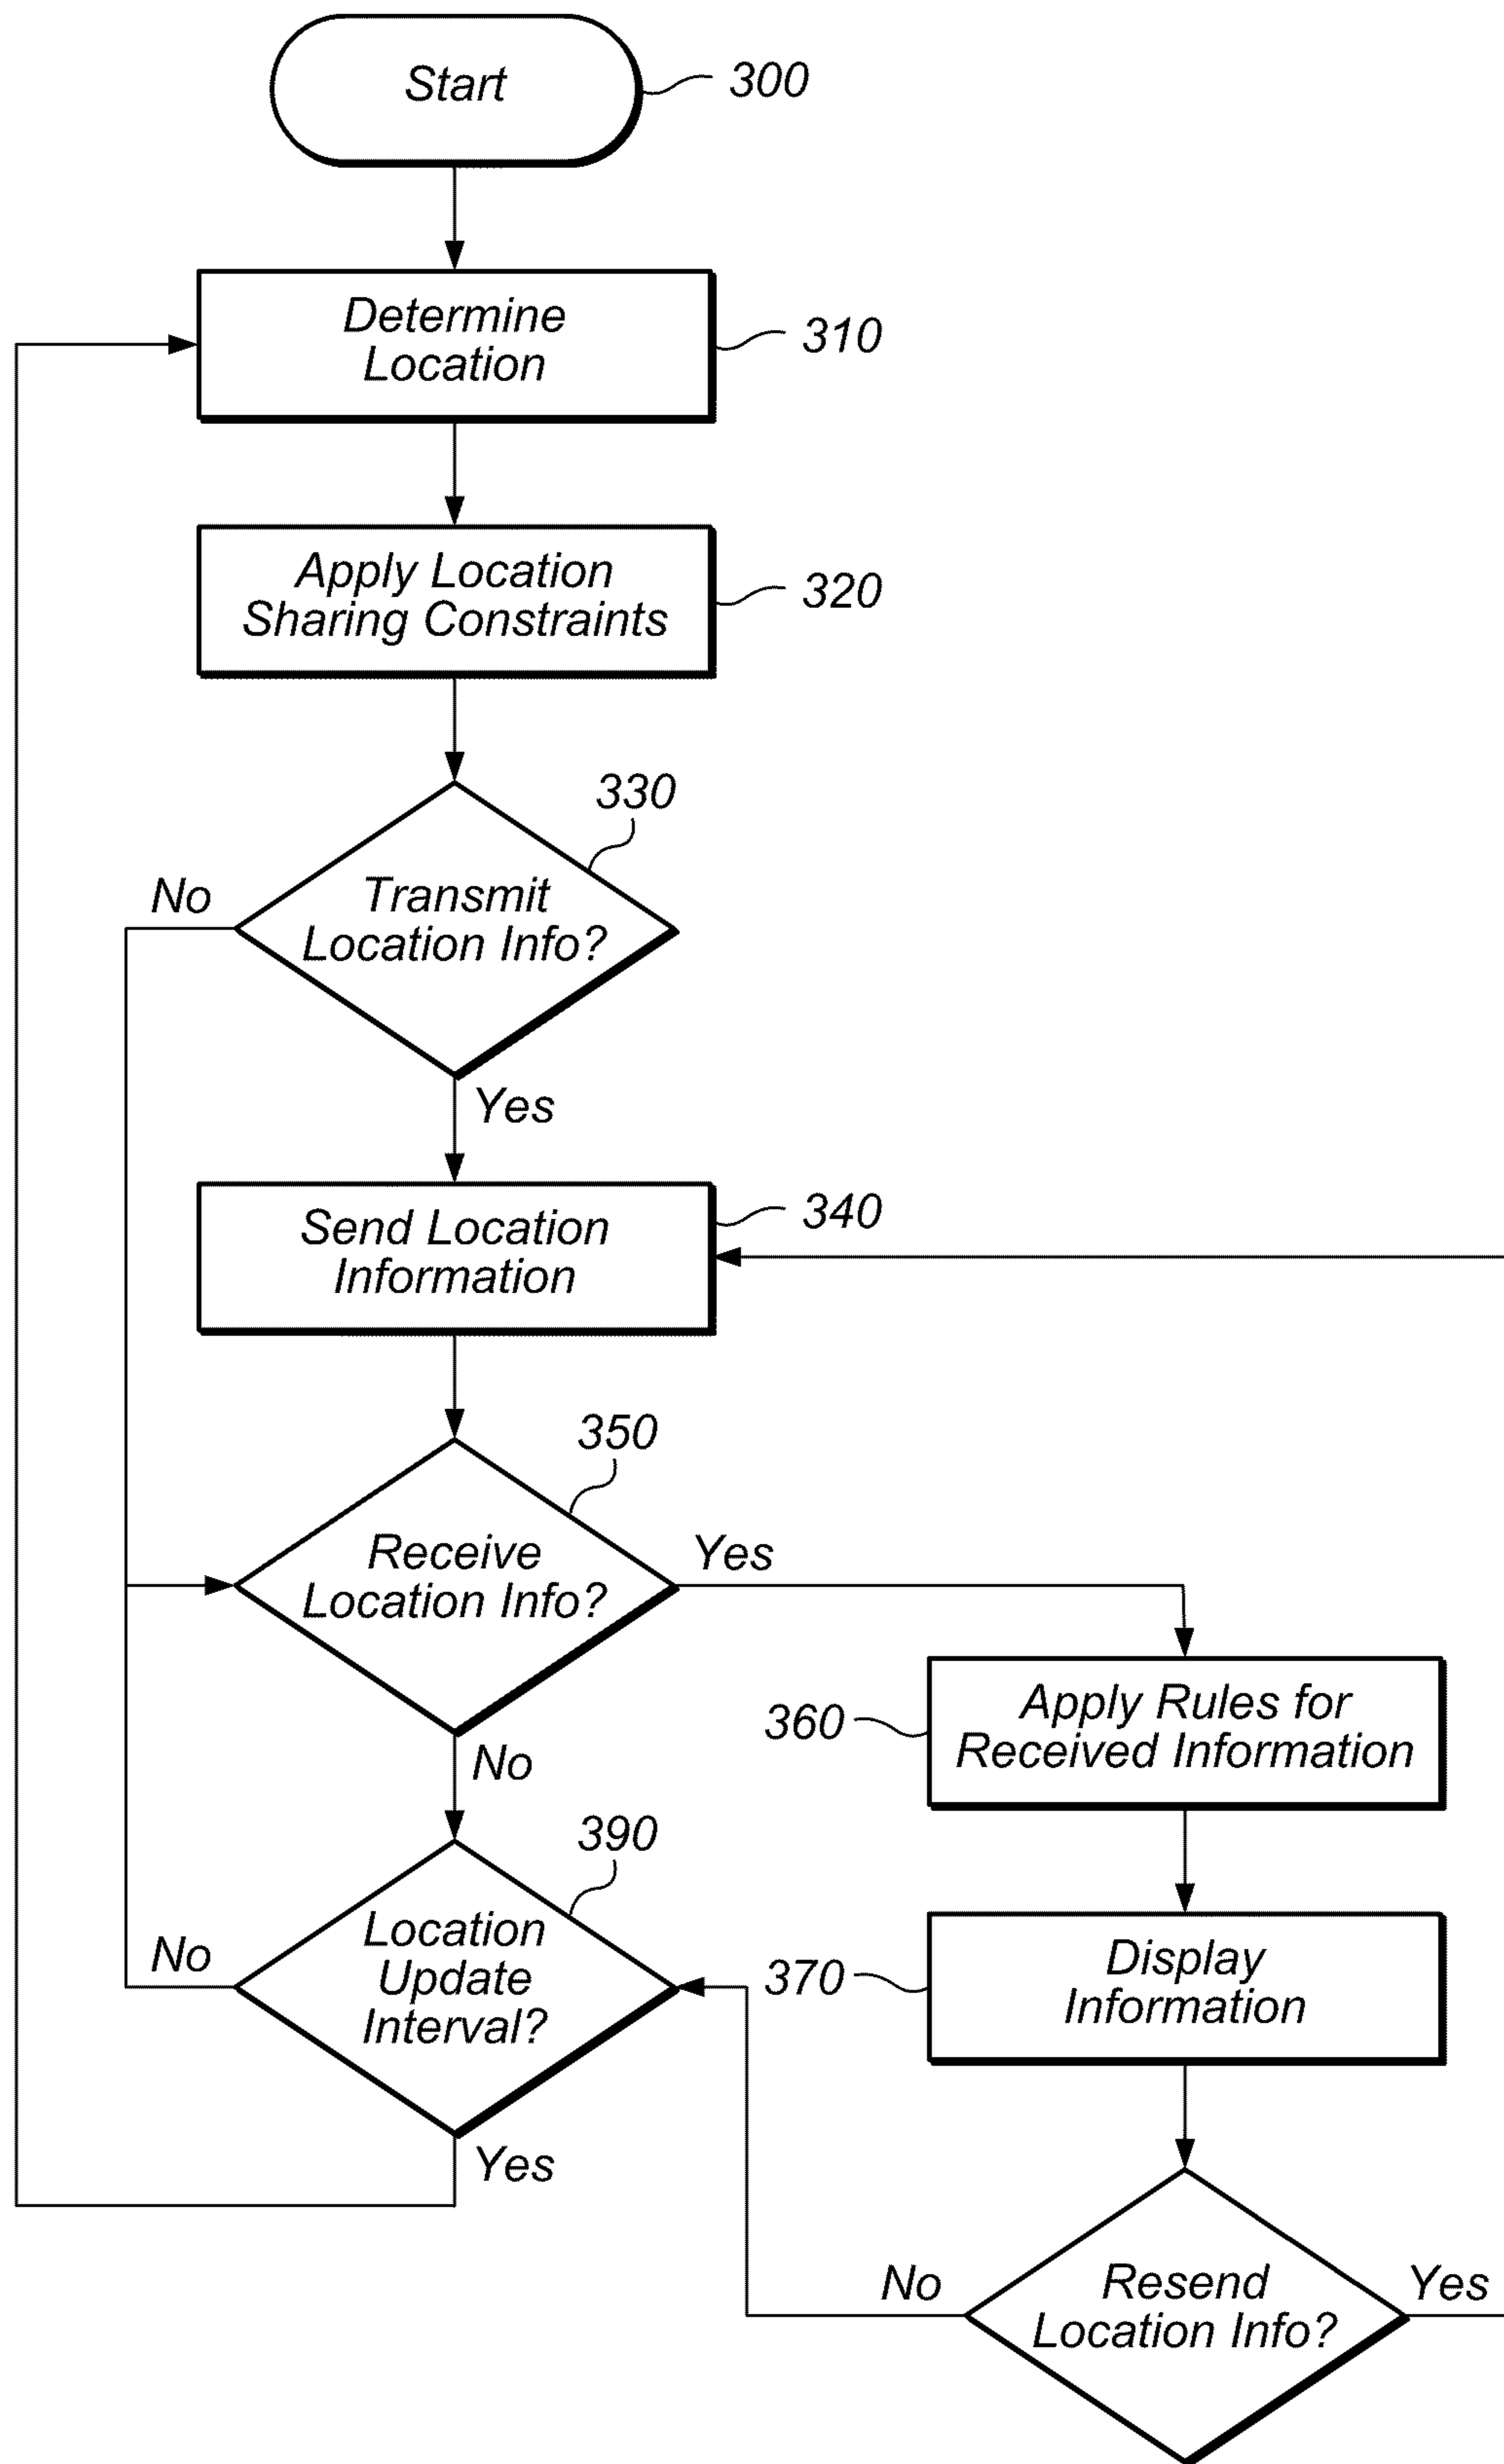 Start
300
Determine
Location
310
Apply Location
Sharing Constraints
320
330
No
Transmit
Location Info?
Yes
340
Send Location
Information
350
Receive
Location Info?
Yes
360
Apply Rules for
Received Information
No
390
Location
Update
Interval?
No
370
Display
Information
Yes
No
Resend
Location Info?
Yes